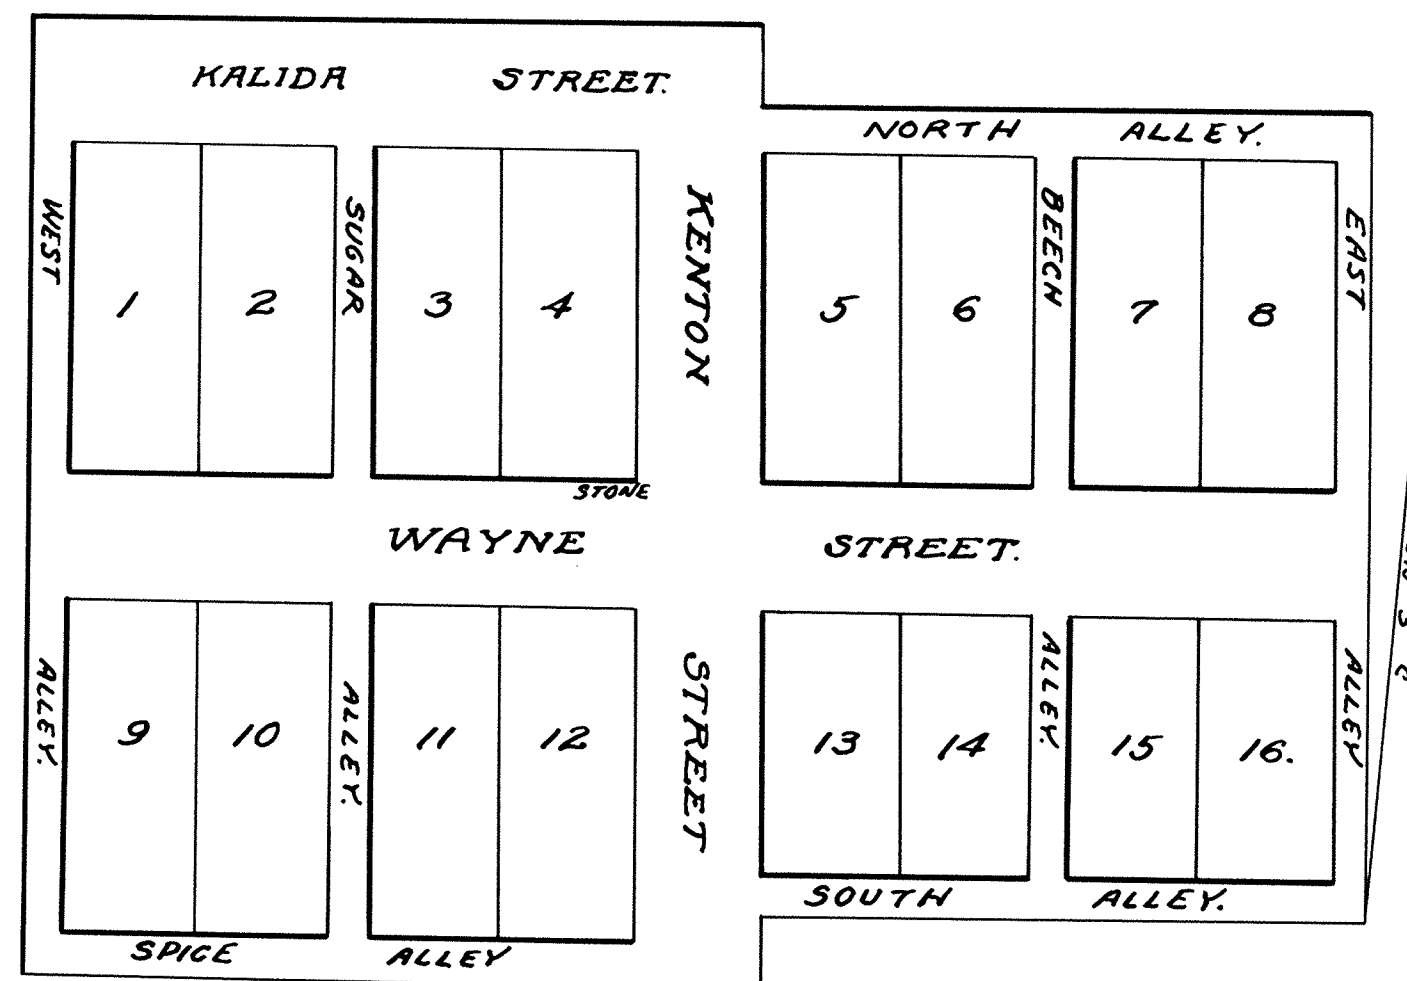 KALIDA STREET.
NORTH ALLEY.
WEST ALLEY.
SUGAR ALLEY.
KENTON STREET
BEECH ALLEY.
EAST ALLEY
1 2 3 4 5 6 7 8
STONE
WAYNE STREET.
9 10 11 12 13 14 15 16.
SOUTH ALLEY.
SPICE ALLEY